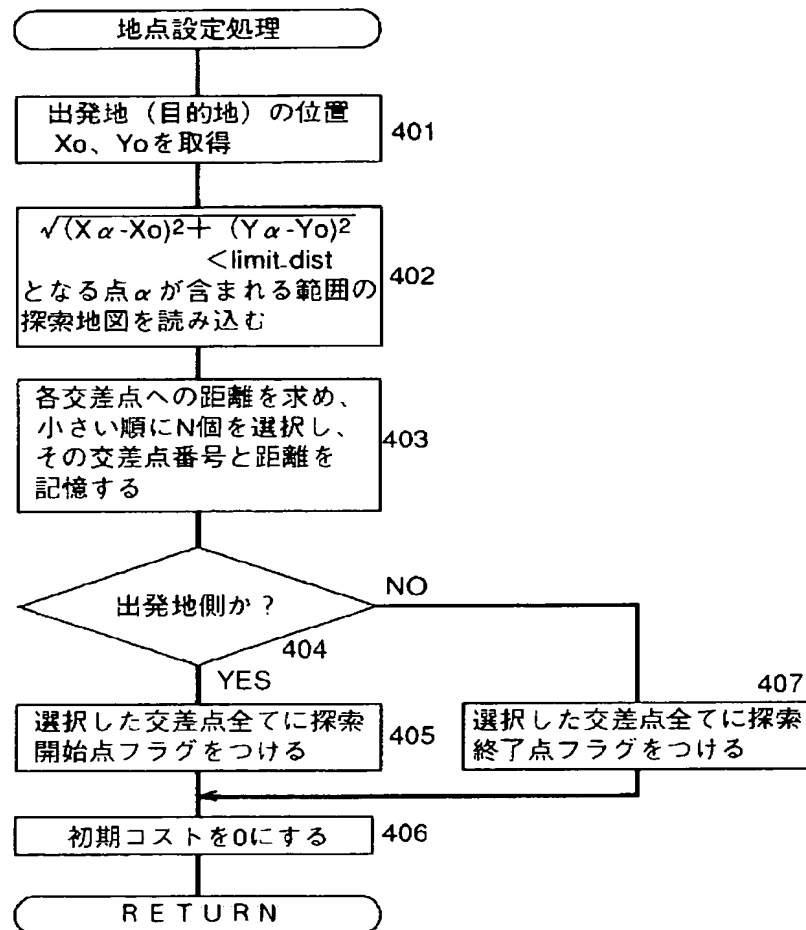 地点設定処理
出発地（目的地）の位置
Xo、Yoを取得
401
√(Xα-Xo)2+ (Yα-Yo)2
<limit-dist
となる点αが含まれる範囲の
探索地図を読み込む
402
各交差点への距離を求め、
小さい順にN個を選択し、
その交差点番号と距離を
記憶する
403
出発地側か？
NO
404
YES
407
選択した交差点全てに探索
開始点フラグをつける
405
選択した交差点全てに探索
終了点フラグをつける
初期コストを0にする
406
RETURN